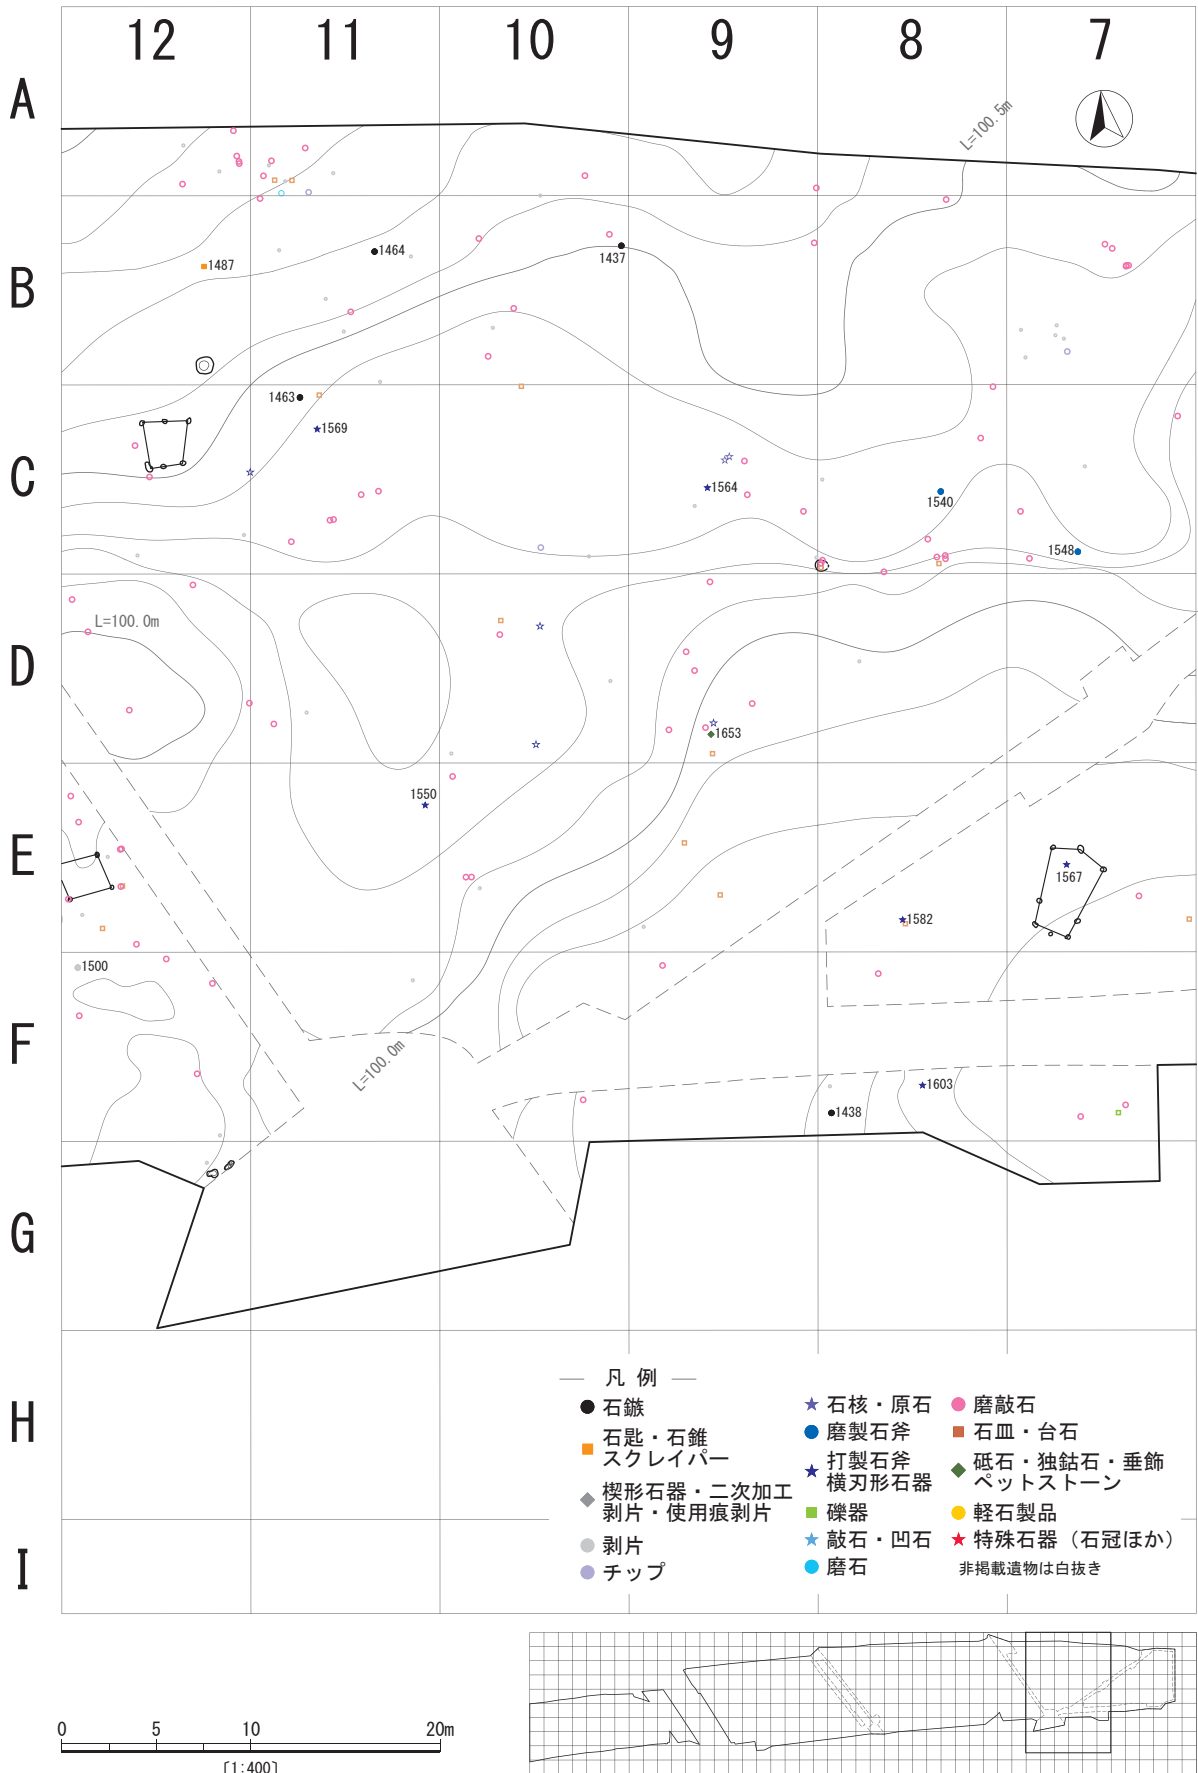 12 11 10 9 8 7
A
L=100.5m
B
1464
1437
1487
C
1463
1569
1564
1540
1548
D
L=100.0m
1653
E
1550
1567
1582
F
1500
L=100.0m
1603
1438
G
H
I
凡 例
石鏃
石匙・石錐
スクレイパー
楔形石器・二次加工
剥片・使用痕剥片
剥片
チップ
石核・原石
磨製石斧
打製石斧
横刃形石器
礫器
敲石・凹石
磨石
磨敲石
石皿・台石
砥石・独鈷石・垂飾
ペットストーン
軽石製品
特殊石器（石冠ほか）
非掲載遺物は白抜き
0 5 10 20m
[1:400]